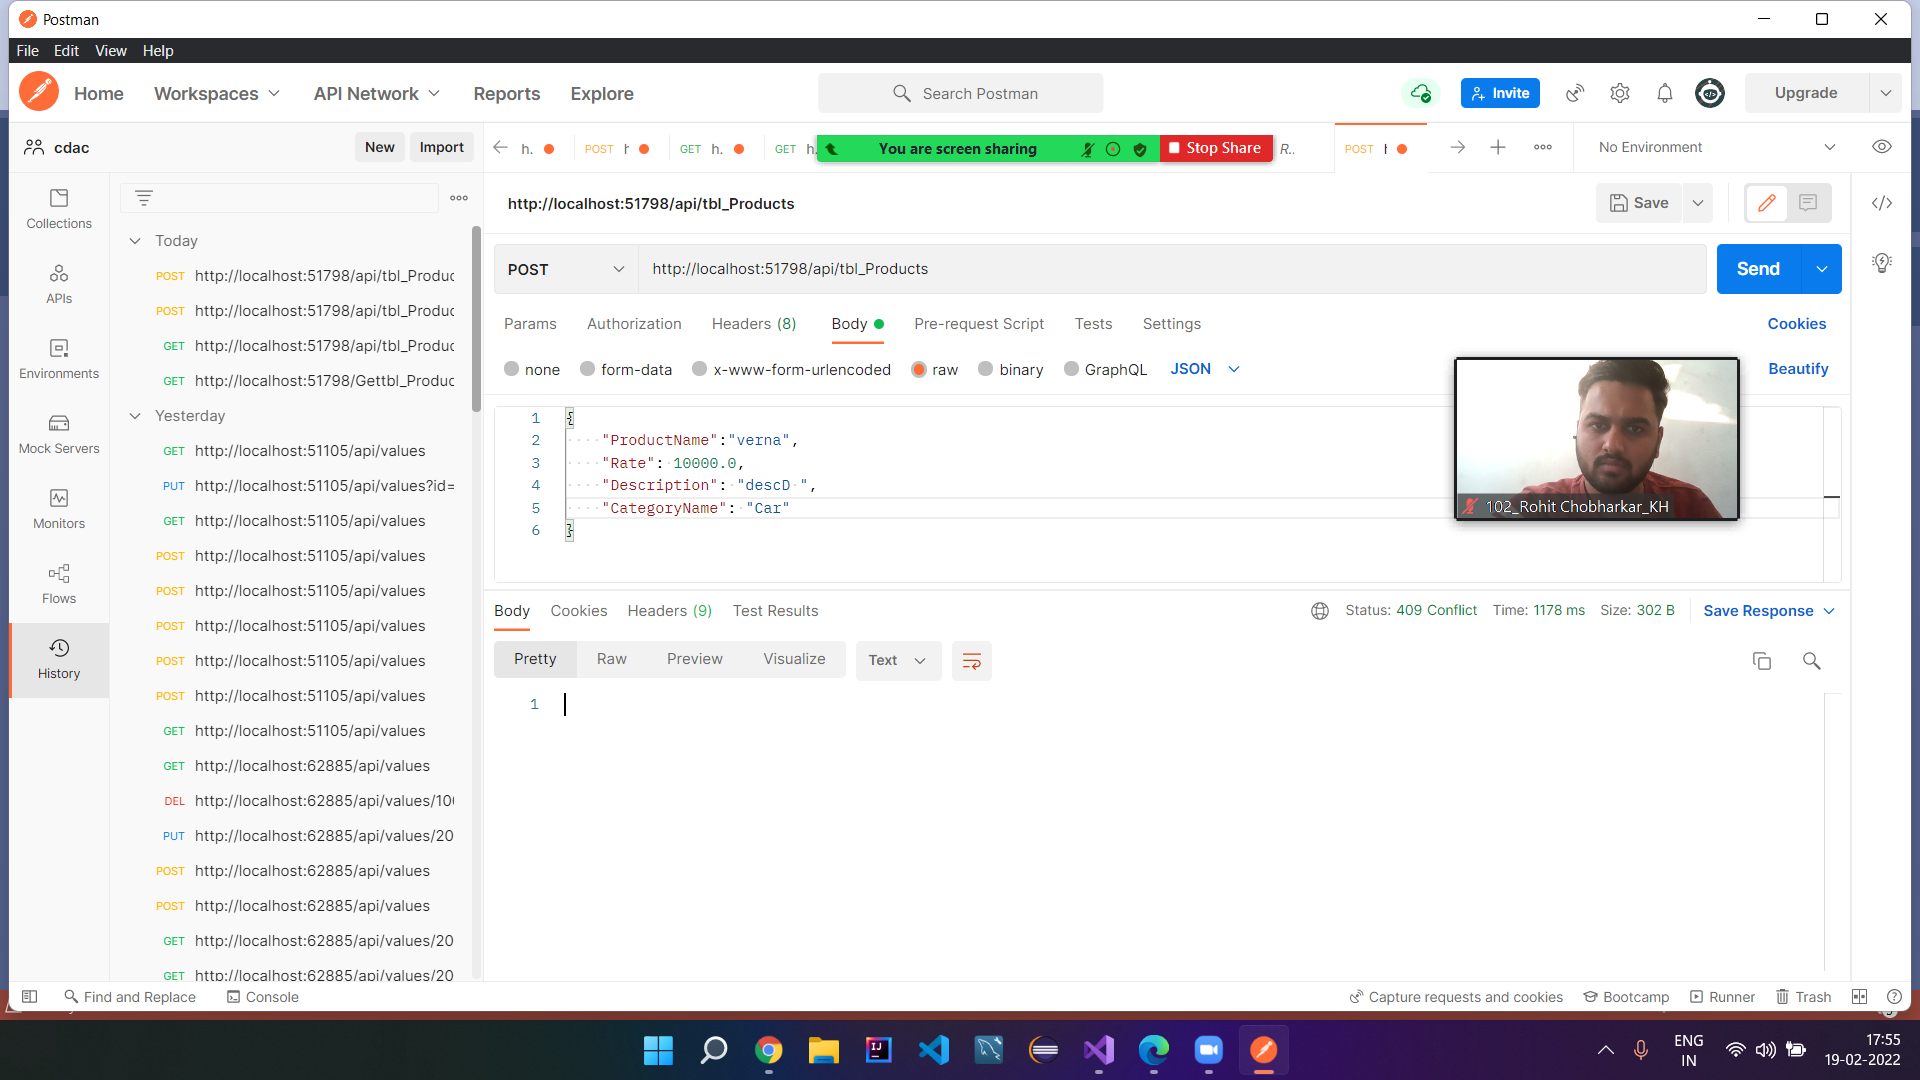 Postman
File Edit View Help
Home Workspaces API Network Reports Explore Search Postman Invite Upgrade
cdac New Import
h. POST GET h. GET h. You are screen sharing Stop Share R.. POST No Environment
Collections
APIs
Environments
Mock Servers
Monitors
Flows
History
Today
POST http://localhost:51798/api/tbl_Produc
POST http://localhost:51798/api/tbl_Produc
GET http://localhost:51798/api/tbl_Produc
GET http://localhost:51798/Gettbl_Produc
Yesterday
GET http://localhost:51105/api/values
PUT http://localhost:51105/api/values?id=
GET http://localhost:51105/api/values
POST http://localhost:51105/api/values
POST http://localhost:51105/api/values
POST http://localhost:51105/api/values
POST http://localhost:51105/api/values
POST http://localhost:51105/api/values
GET http://localhost:51105/api/values
GET http://localhost:62885/api/values
DEL http://localhost:62885/api/values/10
PUT http://localhost:62885/api/values/20
POST http://localhost:62885/api/values
POST http://localhost:62885/api/values
GET http://localhost:62885/api/values/20
GET http://localhost:62885/api/values/20
http://localhost:51798/api/tbl_Products
Save
POST http://localhost:51798/api/tbl_Products Send
Params Authorization Headers (8) Body Pre-request Script Tests Settings Cookies
none form-data x-www-form-urlencoded raw binary GraphQL JSON Beautify
1 {
2 "ProductName":"verna",
3 "Rate": 10000.0,
4 "Description": "descD ",
5 "CategoryName": "Car"
6 }
102_Rohit Chobharkar_KH
Body Cookies Headers (9) Test Results Status: 409 Conflict Time: 1178 ms Size: 302 B Save Response
Pretty Raw Preview Visualize Text
1
Find and Replace Console Capture requests and cookies Bootcamp Runner Trash
ENG
IN
17:55
19-02-2022